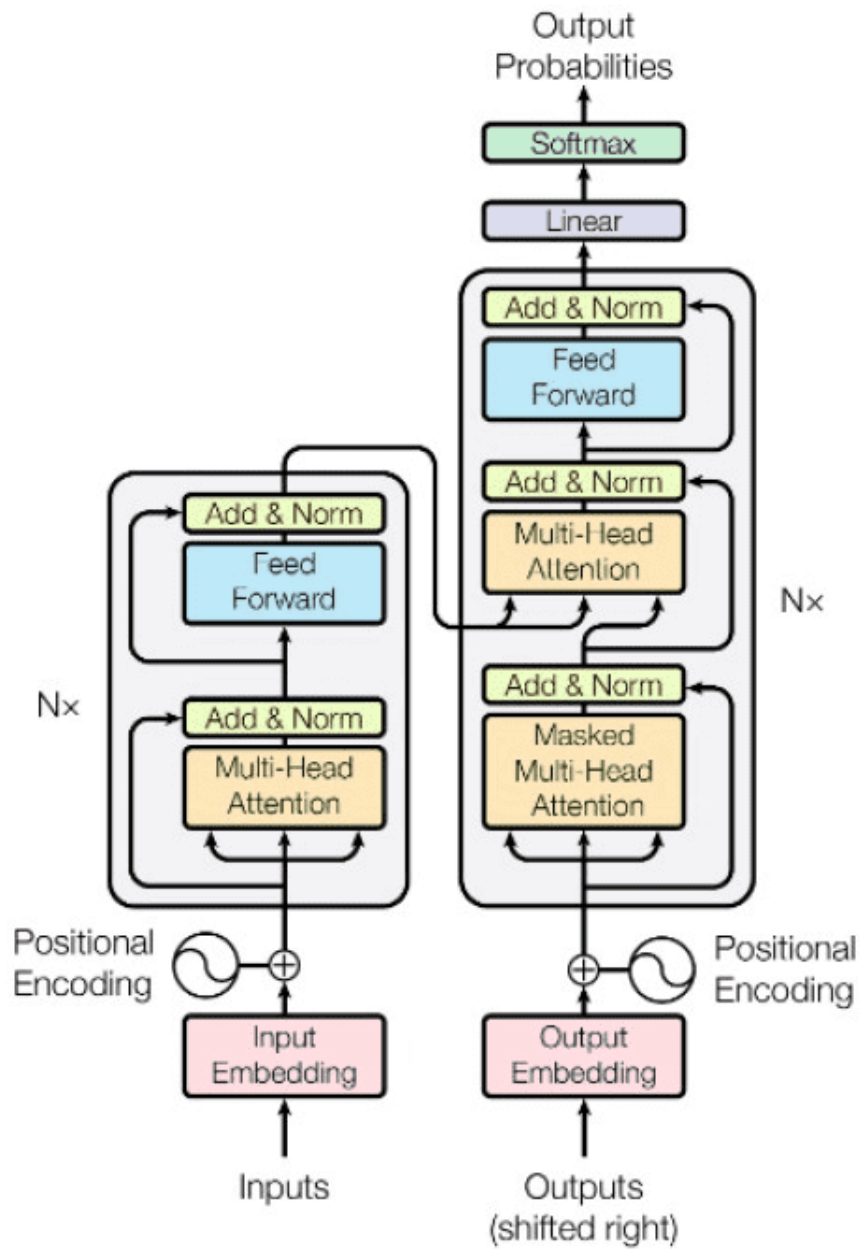 Output
Probabilities
Softmax
Linear
Add & Norm
Feed
Forward
Add & Norm
Multi-Head
Attention
Nx
Add & Norm
Masked
Multi-Head
Attention
Add & Norm
Feed
Forward
Nx
Add & Norm
Multi-Head
Attention
Positional
Encoding
Positional
Encoding
Input
Embedding
Output
Embedding
Inputs
Outputs
(shifted right)